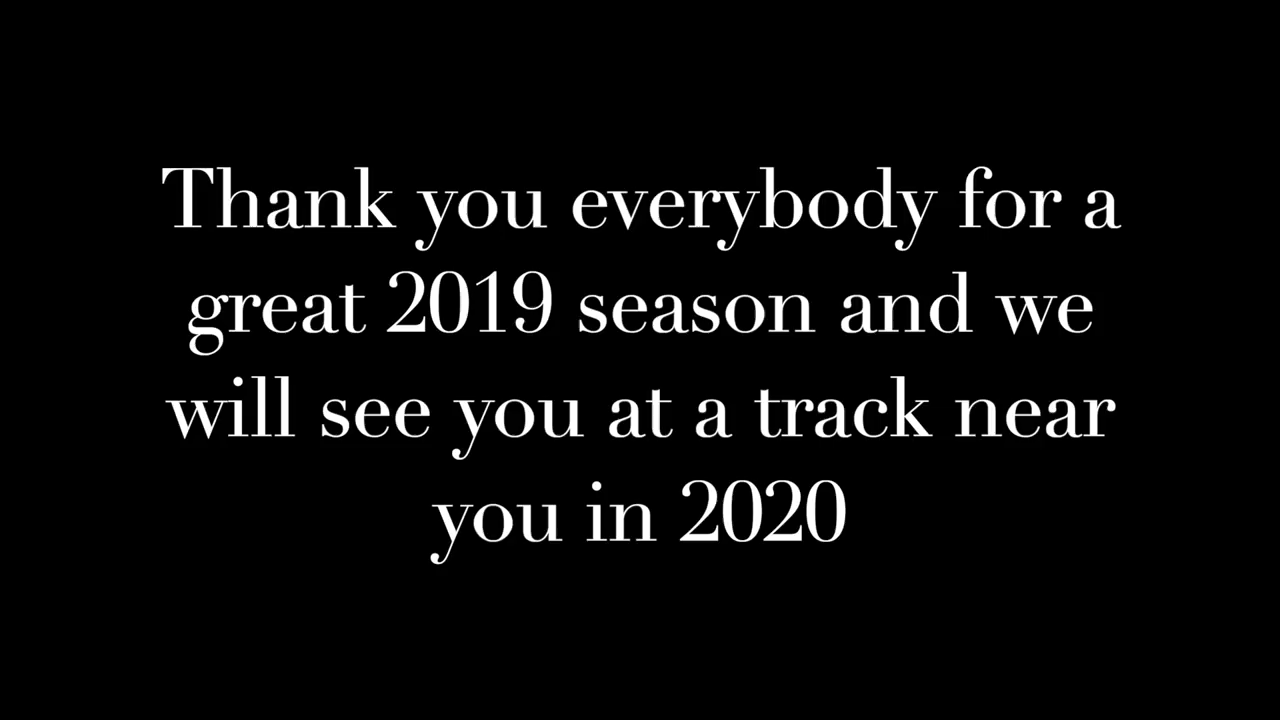 Thank you everybody for a
great 2019 season and we
will see you at a track near
you in 2020